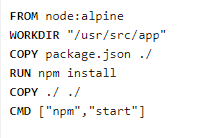 FROM node:alpine
WORKDIR "/usr/src/app"
COPY package.json ./
RUN npm install
COPY ./ ./
CMD ["npm","start"]